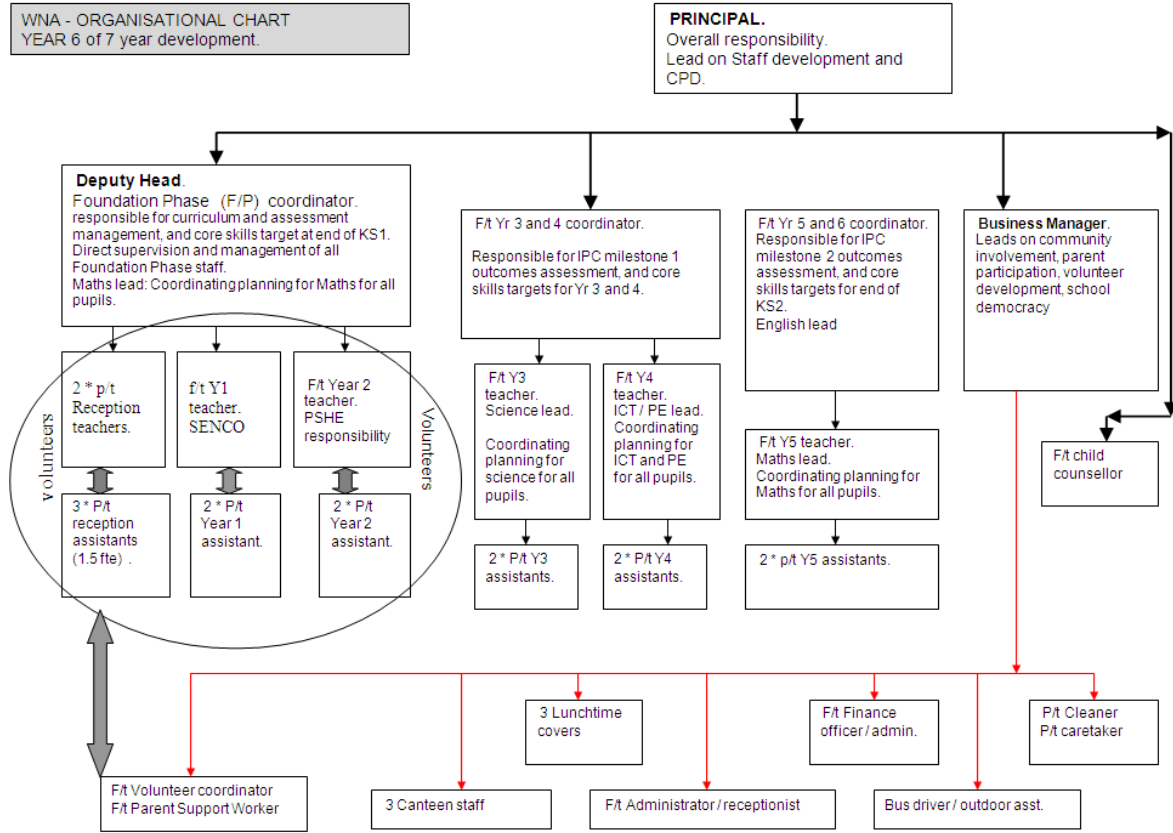 WNA - ORGANISATIONAL CHART
YEAR 6 of 7 year development.
PRINCIPAL.
Overall responsibility.
Lead on Staff development and
CPD.
Deputy Head.
Foundation Phase (F/P) coordinator.
responsible for curriculum and assessment
management, and core skills target at end of KS1.
Direct supervision and management of all
Foundation Phase staff.
Maths lead: Coordinating planning for Maths for all
pupils.
F/t Yr 3 and 4 coordinator.
Responsible for IPC milestone 1
outcomes assessment, and core
skills targets for Yr 3 and 4.
F/t Yr 5 and 6 coordinator.
Responsible for IPC
milestone 2 outcomes
assessment, and core
skills targets for end of
KS2.
English lead
Business Manager.
Leads on community
involvement, parent
participation, volunteer
development, school
democracy
volunteers
2 * p/t
Reception
teachers.
f/t Y1
teacher.
SENCO
F/t Year 2
teacher.
PSHE
responsibility
Volunteers
F/t Y3
teacher.
Science lead.
Coordinating
planning for
science for all
pupils.
F/t Y4
teacher.
ICT / PE lead.
Coordinating
planning for
ICT and PE
for all pupils.
F/t Y5 teacher.
Maths lead.
Coordinating planning for
Maths for all pupils.
F/t child
counsellor
3 * P/t
reception
assistants
(1.5 fte) .
2 * P/t
Year 1
assistant.
2 * P/t
Year 2
assistant.
2 * P/t Y3
assistants.
2 * P/t Y4
assistants.
2 * p/t Y5 assistants.
3 Lunchtime
covers
F/t Finance
officer / admin.
P/t Cleaner
P/t caretaker
F/t Volunteer coordinator
F/t Parent Support Worker
3 Canteen staff
F/t Administrator / receptionist
Bus driver / outdoor asst.